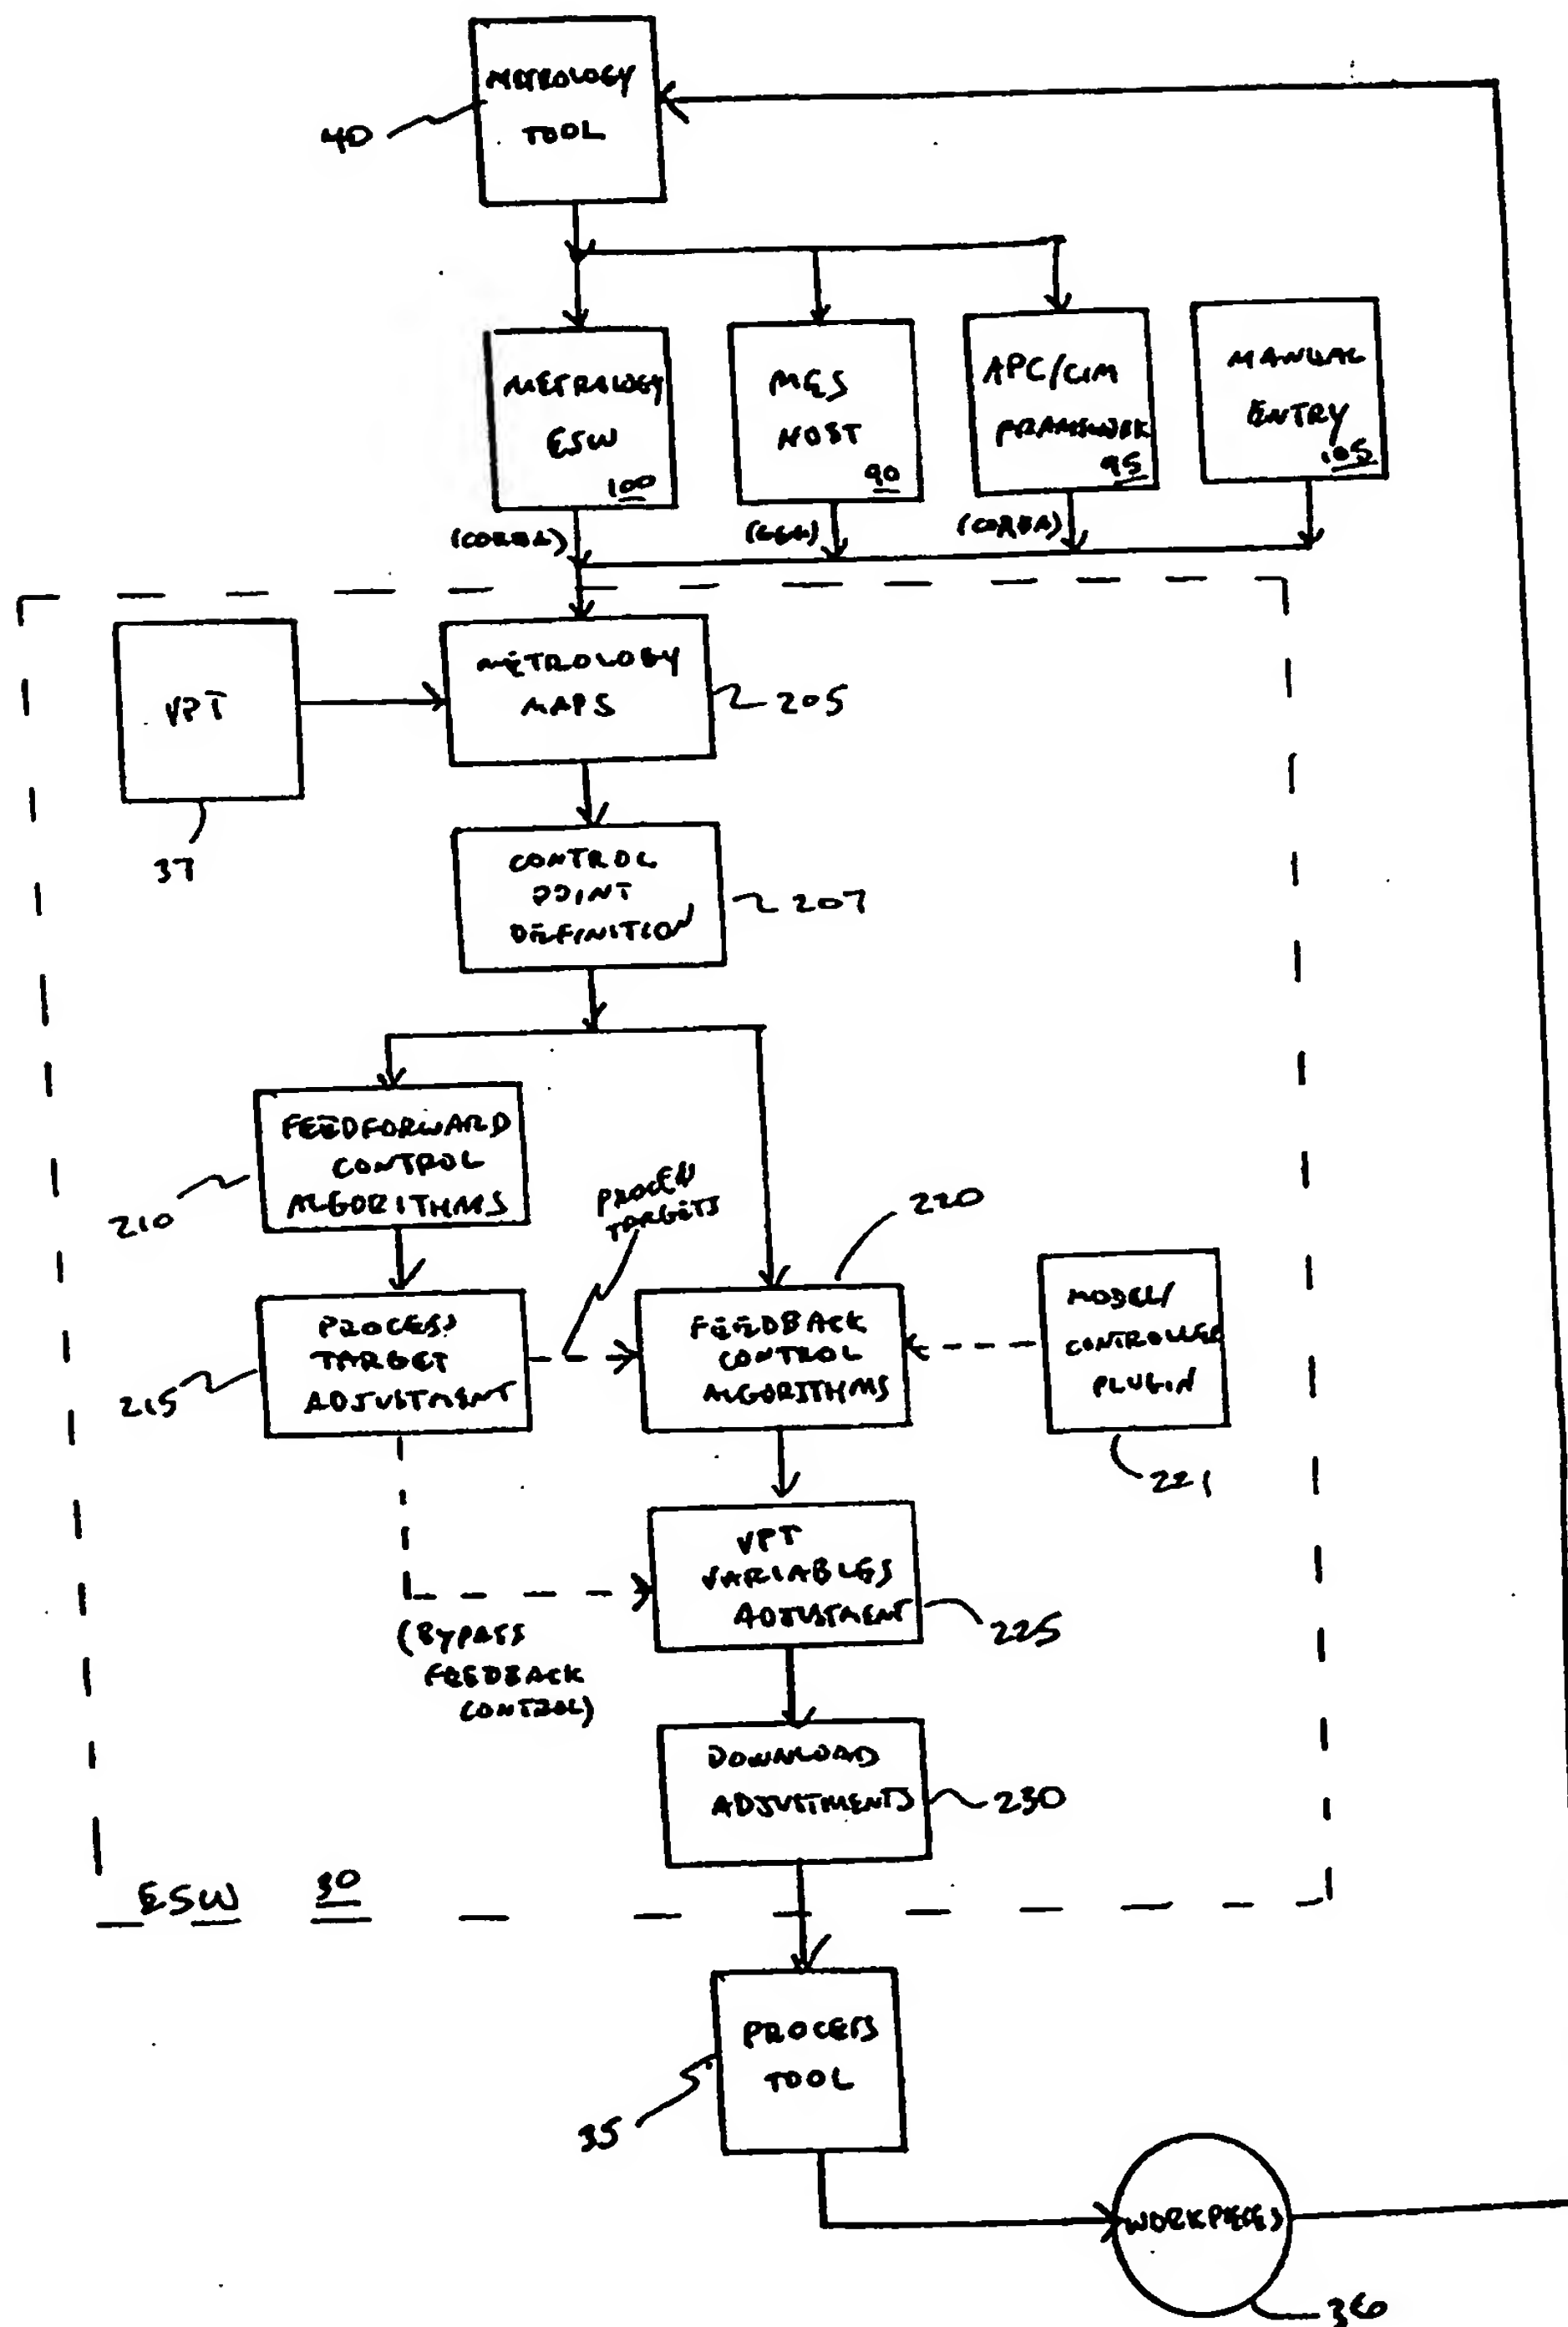 METROLOGY
TOOL
40
METROLOGY
ESW
100
MES
HOST
90
APC/CIM
FRAMEWORK
95
MANUAL
ENTRY
105
(CORBA)
(CORBA)
VPT
37
METROLOGY
MAPS
205
CONTROL
POINT
DEFINITION
207
FEEDFORWARD
CONTROL
ALGORITHMS
210
PROCESS
TARGETS
220
PROCESS
TARGET
ADJUSTMENT
215
FEEDBACK
CONTROL
ALGORITHMS
MODEL/
CONTROLLER
PLUGIN
221
VPT
VARIABLES
ADJUSTMENT
225
(BYPASS
FEEDBACK
CONTROL)
DOWNLOAD
ADJUSTMENTS
230
ESW 30
PROCESS
TOOL
35
WORKPIECES
36